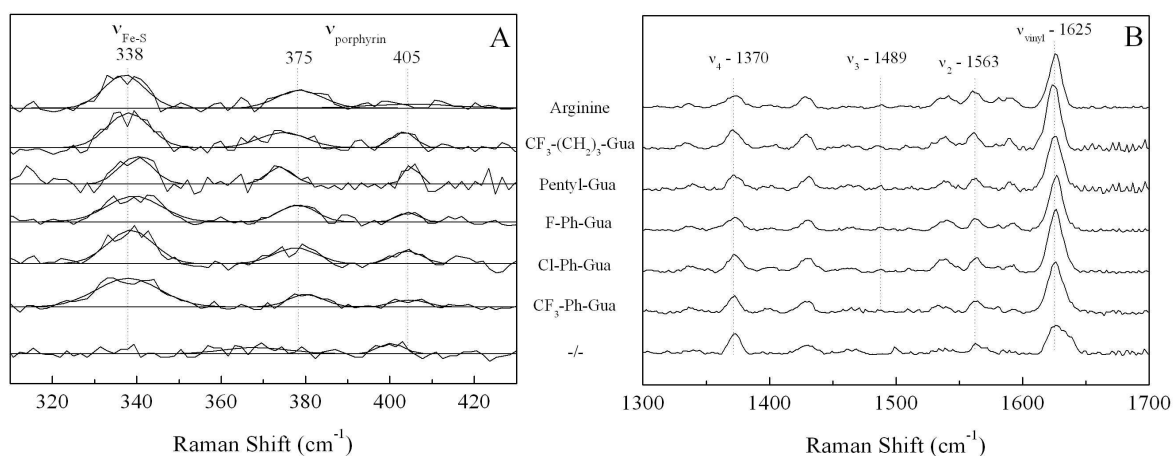 ν Fe-S
338
ν porphyrin
375
405
A
320 340 360 380 400 420
Raman Shift (cm-1)
Arginine
CF3-(CH2)3-Gua
Pentyl-Gua
F-Ph-Gua
Cl-Ph-Gua
CF3-Ph-Gua
-/-
B
ν4 - 1370
ν3 - 1489
ν2 - 1563
νvinyl - 1625
1300 1400 1500 1600 1700
Raman Shift (cm-1)